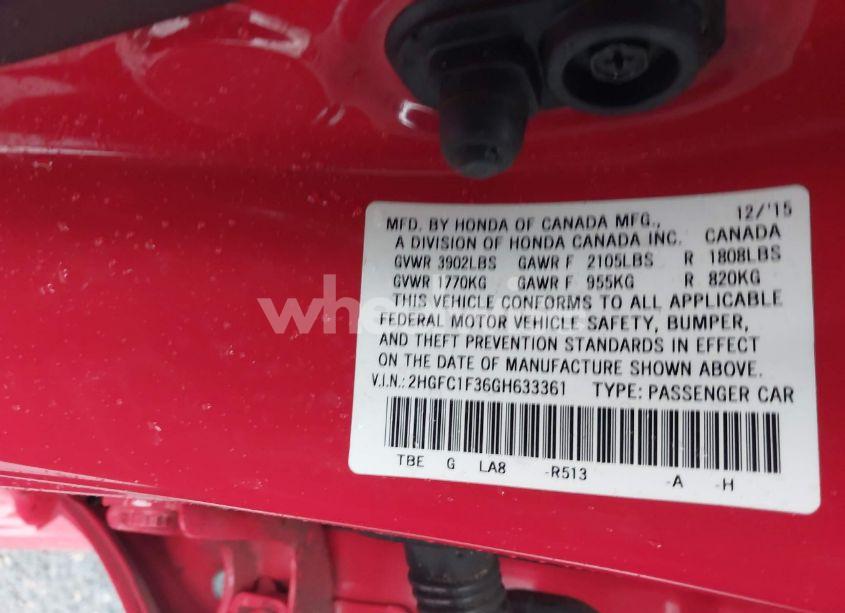 12/'15
MFD. BY HONDA OF CANADA MFG.,
A DIVISION OF HONDA CANADA INC. CANADA
GVWR 3902LBS GAWR F 2105LBS R 1808LBS
GVWR 1770KG GAWR F 955KG R 820KG
THIS VEHICLE CONFORMS TO ALL APPLICABLE
FEDERAL MOTOR VEHICLE SAFETY, BUMPER,
AND THEFT PREVENTION STANDARDS IN EFFECT
ON THE DATE OF MANUFACTURE SHOWN ABOVE.
V.I.N.: 2HGFC1F36GH633361 TYPE: PASSENGER CAR
TBE G LA8 -R513 -A -H